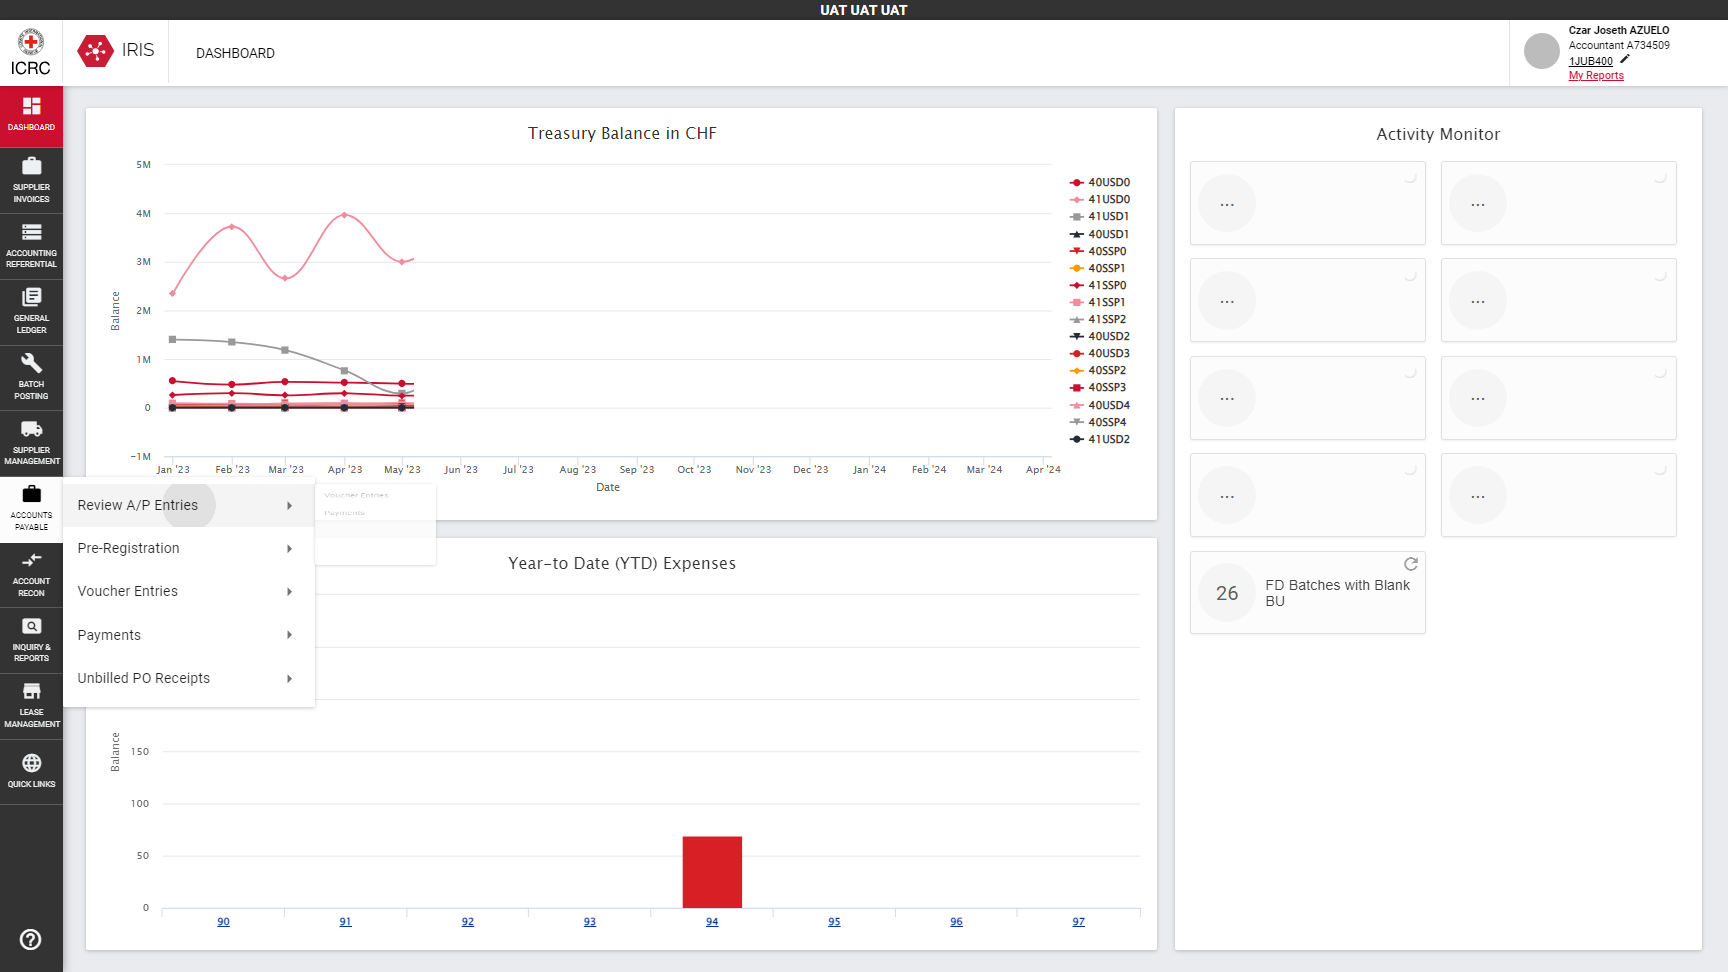 UAT UAT UAT
ICRC
IRIS
DASHBOARD
Czar Joseth AZUELO
Accountant A734509
1JUB400
My Reports
DASHBOARD
SUPPLIER
INVOICES
ACCOUNTING
REFERENTIAL
GENERAL
LEDGER
BATCH
POSTING
SUPPLIER
MANAGEMENT
ACCOUNTS
PAYABLE
ACCOUNT
RECON
INQUIRY &
REPORTS
LEASE
MANAGEMENT
QUICK LINKS
Review A/P Entries
Pre-Registration
Voucher Entries
Payments
Unbilled PO Receipts
Voucher Entries
Payments
Treasury Balance in CHF
Balance
5M
4M
3M
2M
1M
0
−1M
Jan '23 Feb '23 Mar '23 Apr '23 May '23 Jun '23 Jul '23 Aug '23 Sep '23 Oct '23 Nov '23 Dec '23 Jan '24 Feb '24 Mar '24 Apr '24
Date
40USD0
41USD0
41USD1
40USD1
40SSP0
40SSP1
41SSP0
41SSP1
41SSP2
40USD2
40USD3
40SSP2
40SSP3
40USD4
40SSP4
41USD2
Year-to Date (YTD) Expenses
Balance
150
100
50
0
90 91 92 93 94 95 96 97
Activity Monitor
... ...
... ...
... ...
... ...
26
FD Batches with Blank
BU